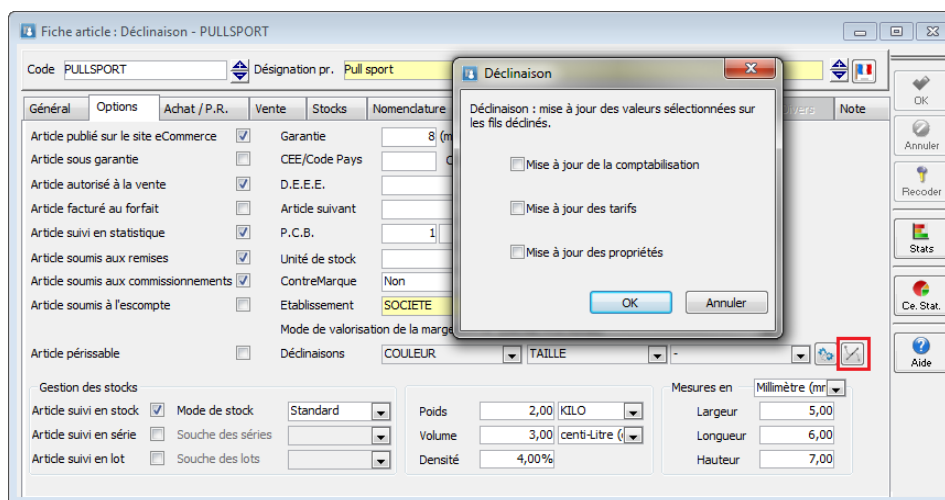 Fiche article : Déclinaison - PULLSPORT
Code PULLSPORT Désignation pr. Pull sport
Général Options Achat / P.R. Vente Stocks Nomenclature Divers Note
Article publié sur le site eCommerce Garantie 8 (m
Article sous garantie CEE/Code Pays
Article autorisé à la vente D.E.E.E.
Article facturé au forfait Article suivant
Article suivi en statistique P.C.B. 1
Article soumis aux remises Unité de stock
Article soumis aux commissionnements ContreMarque Non
Article soumis à l'escompte Etablissement SOCIETE
Mode de valorisation de la marge
Article périssable Déclinaisons COULEUR TAILLE -
Déclinaison
Déclinaison : mise à jour des valeurs sélectionnées sur
les fils déclinés.
Mise à jour de la comptabilisation
Mise à jour des tarifs
Mise à jour des propriétés
OK Annuler
Gestion des stocks
Article suivi en stock Mode de stock Standard
Article suivi en série Souche des séries
Article suivi en lot Souche des lots
Poids 2,00 KILO
Volume 3,00 centi-Litre (
Densité 4,00%
Mesures en Millimètre (mr
Largeur 5,00
Longueur 6,00
Hauteur 7,00
OK
Annuler
Recoder
Stats
Ce. Stat.
Aide